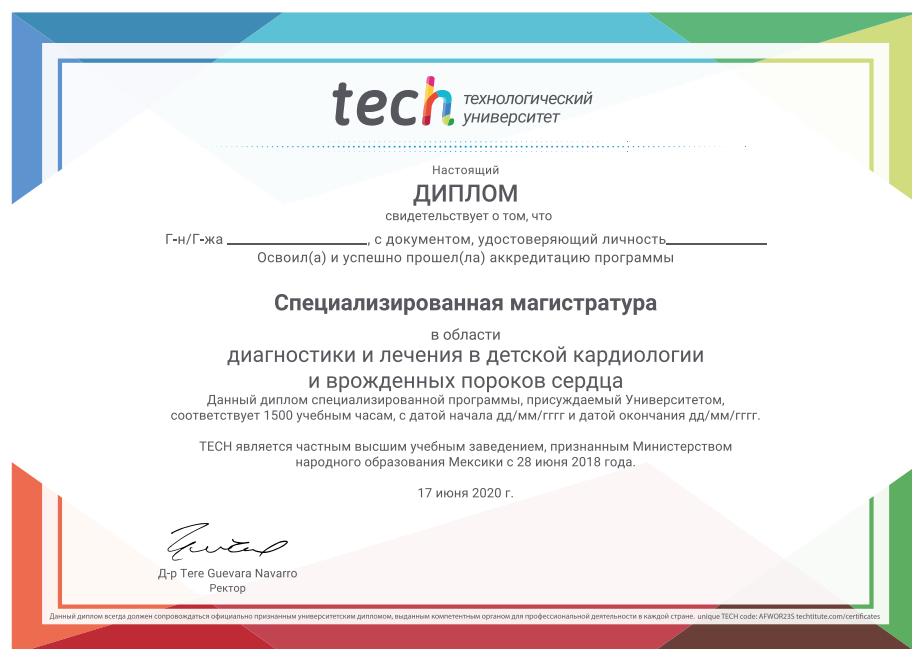 tech технологический
университет
Настоящий
ДИПЛОМ
свидетельствует о том, что
Г-н/Г-жа ____________, с документом, удостоверяющий личность____________
Освоил(а) и успешно прошел(ла) аккредитацию программы
Специализированная магистратура
в области
диагностики и лечения в детской кардиологии
и врожденных пороков сердца
Данный диплом специализированной программы, присуждаемый Университетом,
соответствует 1500 учебным часам, с датой начала дд/мм/гггг и датой окончания дд/мм/гггг.
TECH является частным высшим учебным заведением, признанным Министерством
народного образования Мексики с 28 июня 2018 года.
17 июня 2020 г.
Д-р Tere Guevara Navarro
Ректор
Данный диплом всегда должен сопровождаться официально признанным университетским дипломом, выданным компетентным органом для профессиональной деятельности в каждой стране. unique TECH code: AFWOR23S techtitute.com/certificates